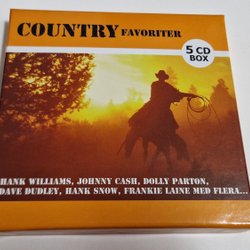 COUNTRY FAVORITER
5 CD
BOX
HANK WILLIAMS, JOHNNY CASH, DOLLY PARTON,
DAVE DUDLEY, HANK SNOW, FRANKIE LAINE MED FLERA...